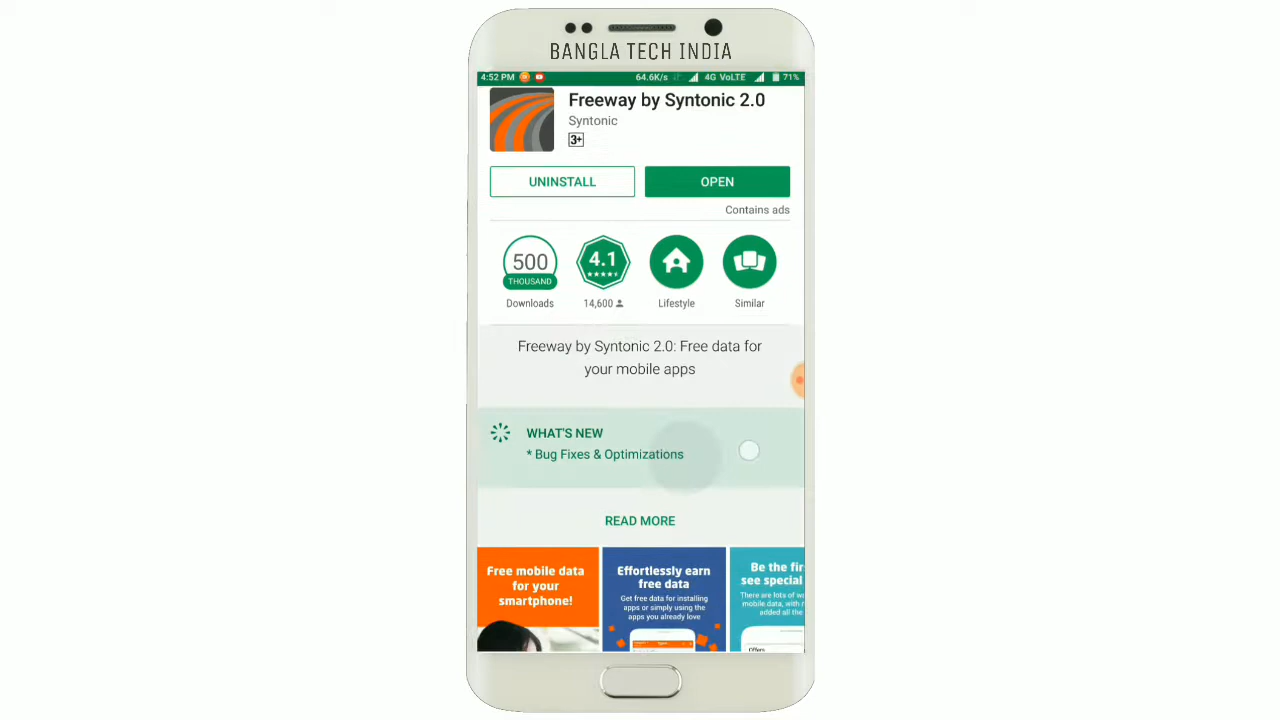 BANGLA TECH INDIA
4:52 PM 64.6K/s 4G VoLTE 71%
Freeway by Syntonic 2.0
Syntonic
3+
UNINSTALL OPEN
Contains ads
500 4.1
THOUSAND
Downloads 14,600 Lifestyle Similar
Freeway by Syntonic 2.0: Free data for
your mobile apps
WHAT'S NEW
* Bug Fixes & Optimizations
READ MORE
Free mobile data
for your
smartphone!
Effortlessly earn
free data
Get free data for installing
apps or simply using the
apps you already love
Be the fir
see special
There are lots of
mobile data, with
added all the
Offers